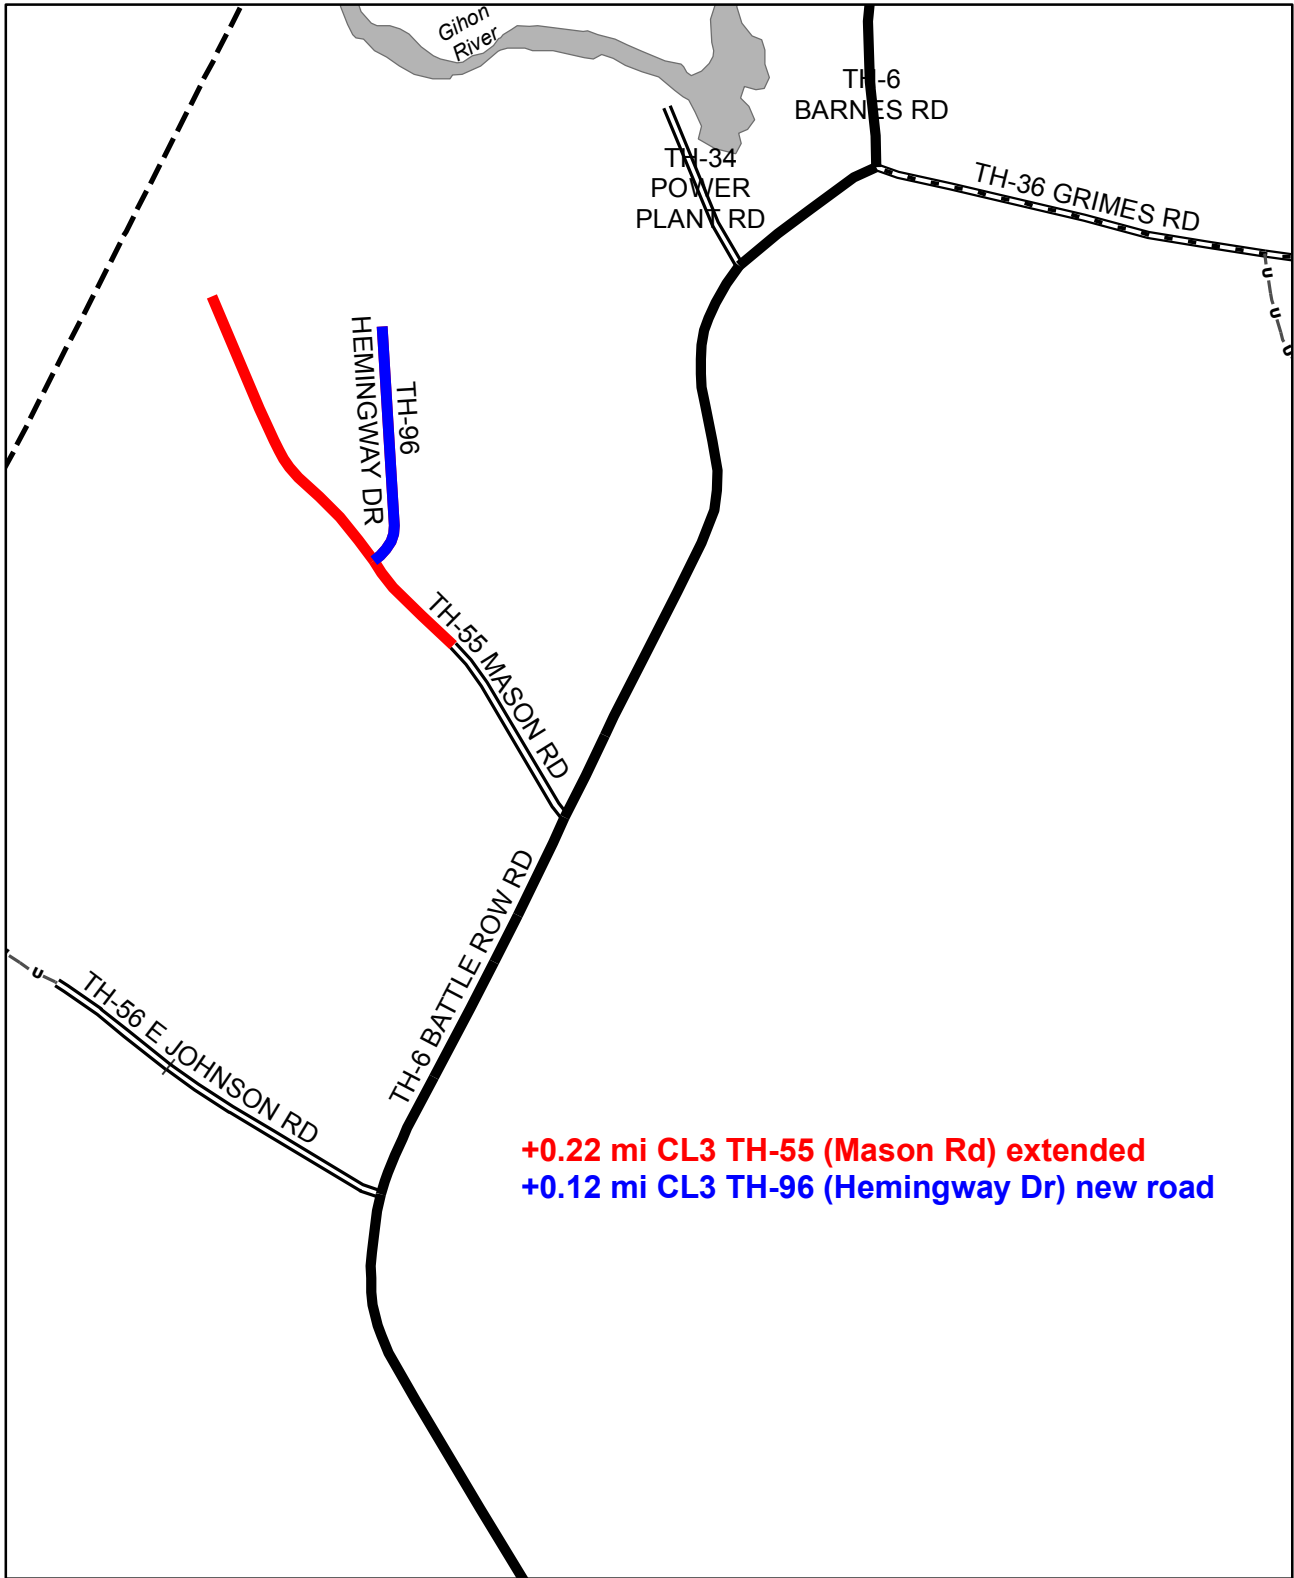 Gihon
River
TH-6
BARNES RD
TH-34
POWER
PLANT RD
TH-36 GRIMES RD
U
U
U
TH-96
HEMINGWAY DR
TH-55 MASON RD
TH-6 BATTLE ROW RD
U
TH-56 E JOHNSON RD
+0.22 mi CL3 TH-55 (Mason Rd) extended
+0.12 mi CL3 TH-96 (Hemingway Dr) new road